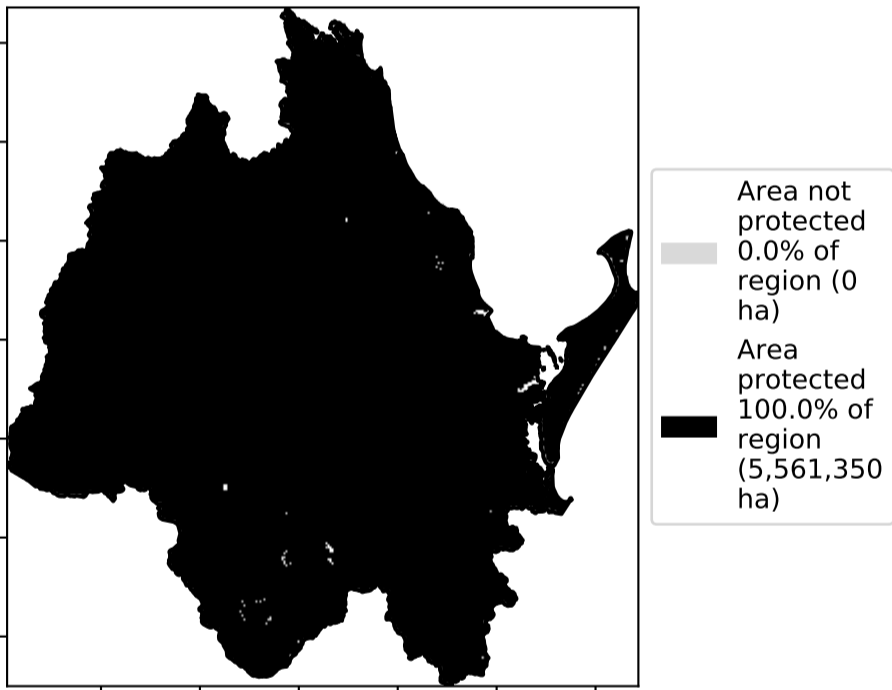 Area not
protected
0.0% of
region (0
ha)
Area
protected
100.0% of
region
(5,561,350
ha)